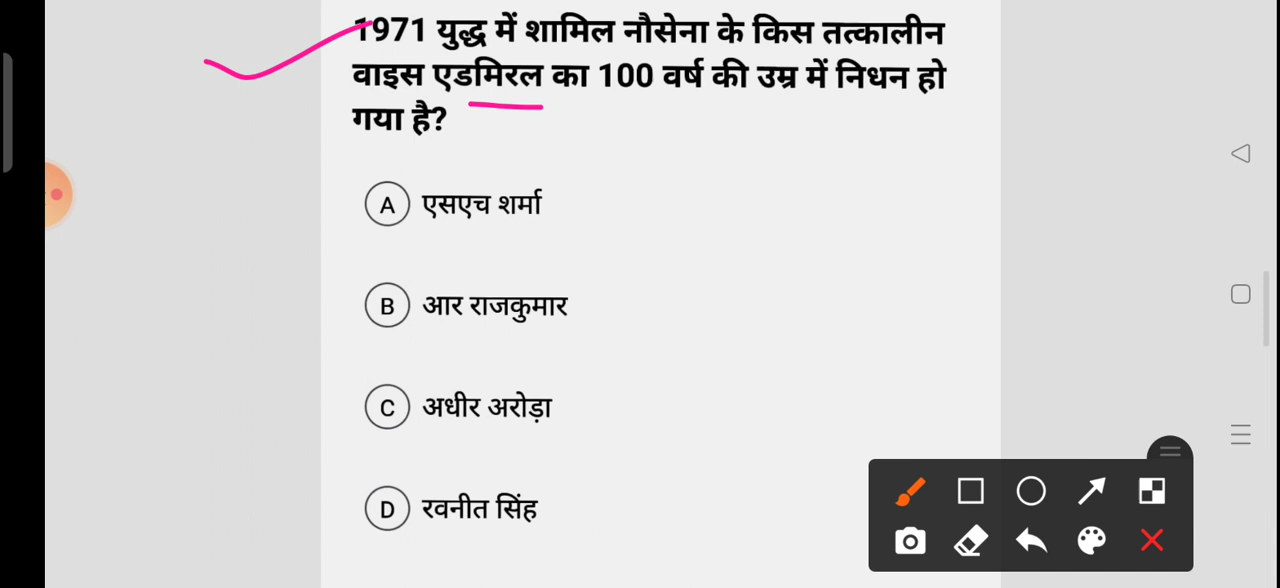 1971 युद्ध में शामिल नौसेना के किस तत्कालीन
वाइस एडमिरल का 100 वर्ष की उम्र में निधन हो
गया है?
A एसएच शर्मा
B आर राजकुमार
C अधीर अरोड़ा
D रवनीत सिंह